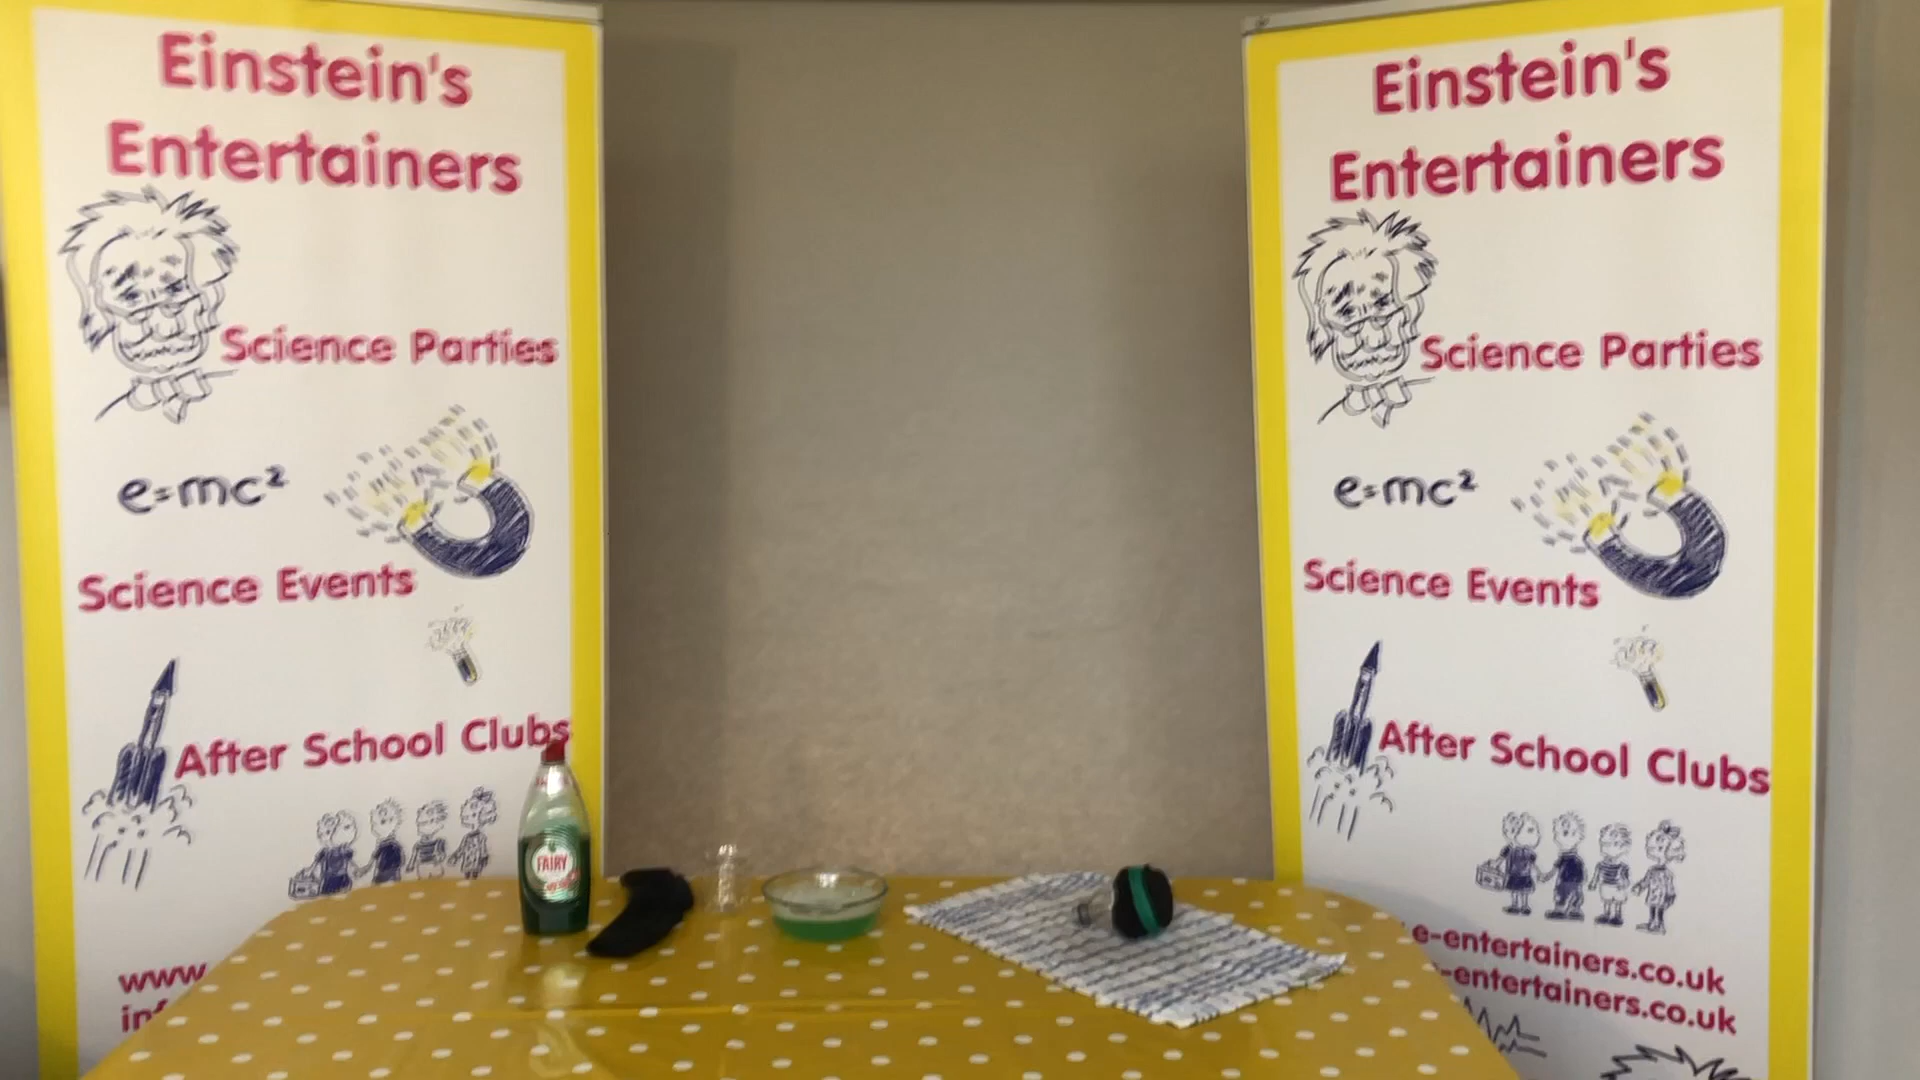 Einstein's
Entertainers
Science Parties
e=mc²
Science Events
After School Clubs
www
FAIRY
Einstein's
Entertainers
Science Parties
e=mc²
Science Events
After School Clubs
e-entertainers.co.uk
-entertainers.co.uk